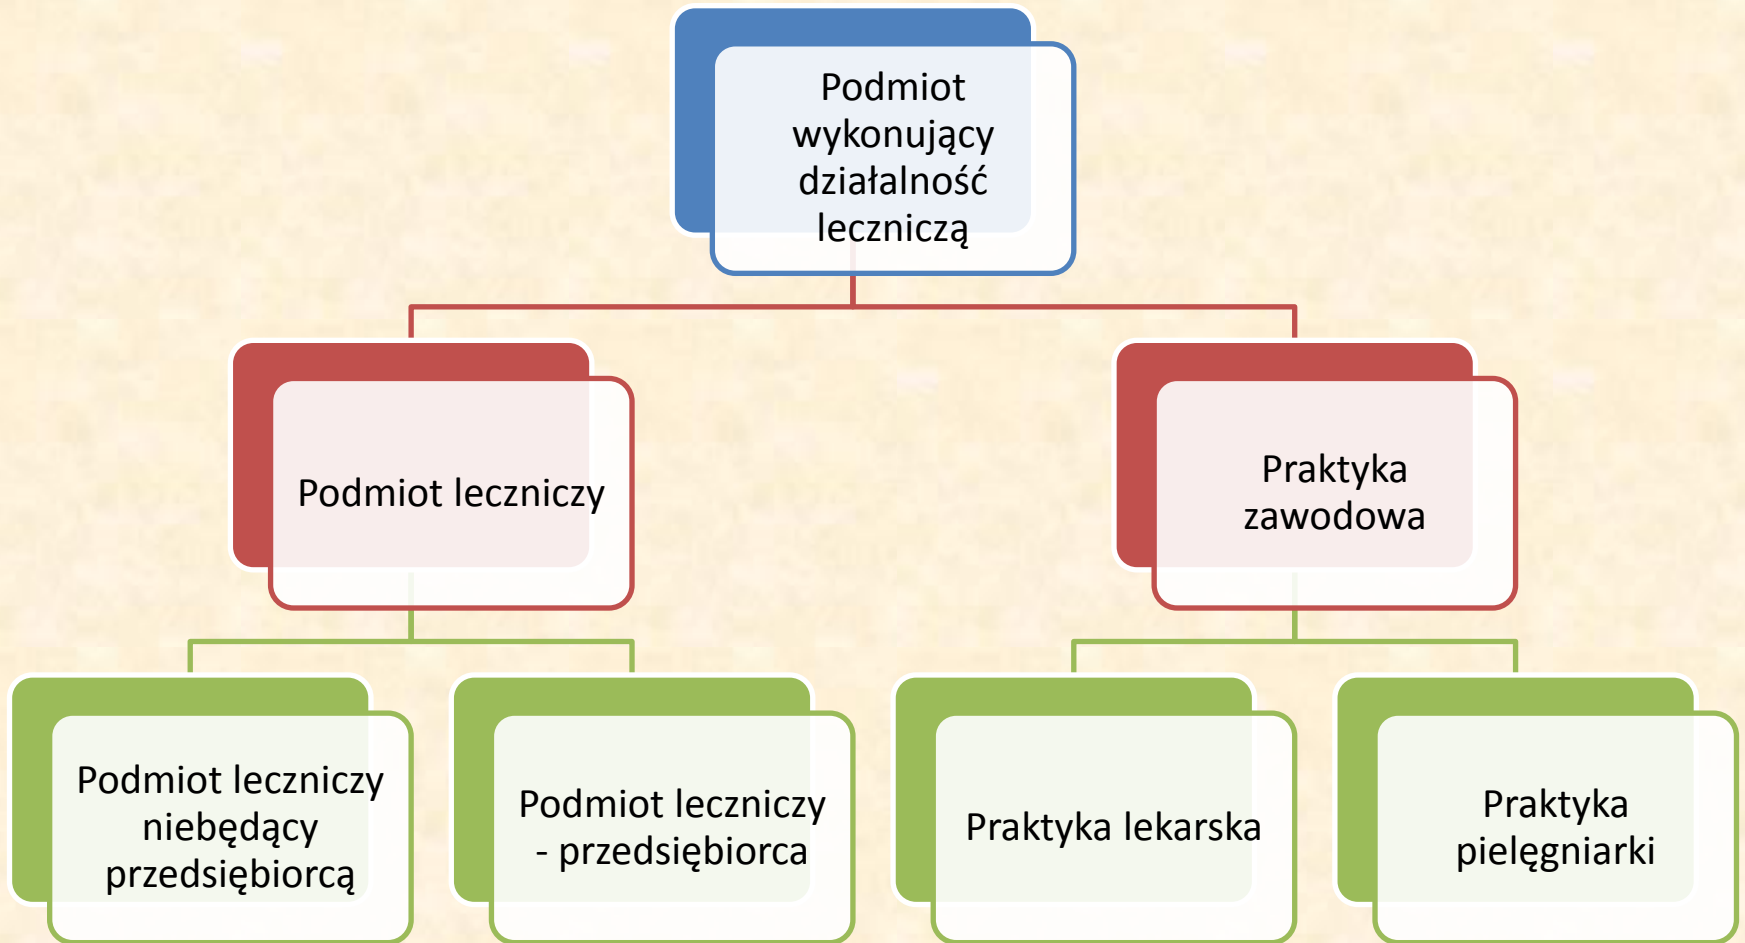 Podmiot
wykonujący
działalność
leczniczą
Podmiot leczniczy
Praktyka
zawodowa
Podmiot leczniczy
niebędący
przedsiębiorcą
Podmiot leczniczy
- przedsiębiorca
Praktyka lekarska
Praktyka
pielęgniarki